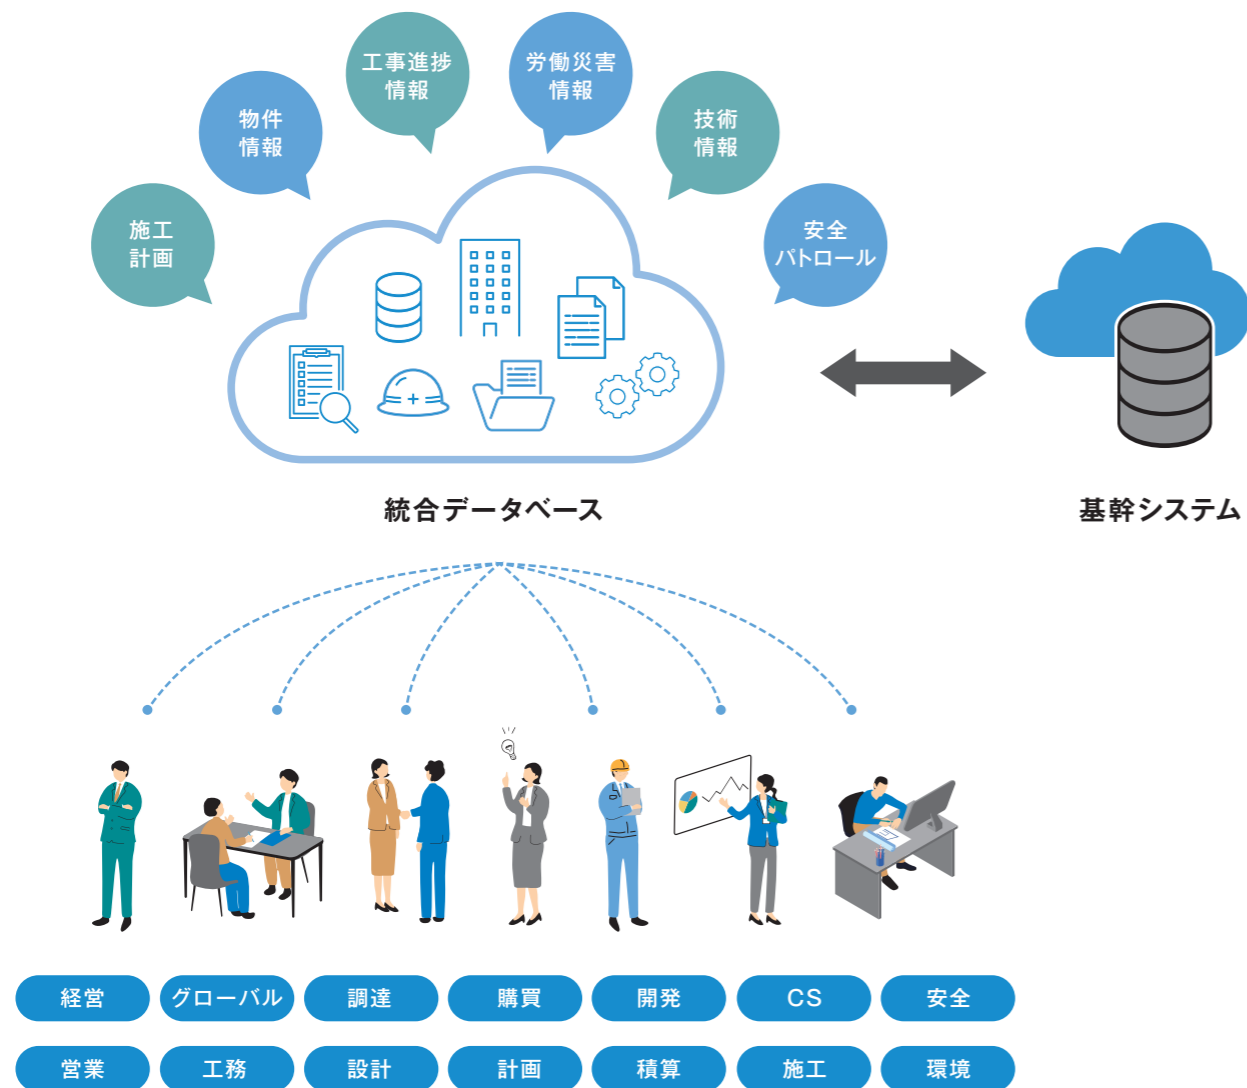 工事進捗
情報
労働災害
情報
物件
情報
技術
情報
施工
計画
安全
パトロール
統合データベース
基幹システム
経営
グローバル
調達
購買
開発
CS
安全
営業
工務
設計
計画
積算
施工
環境